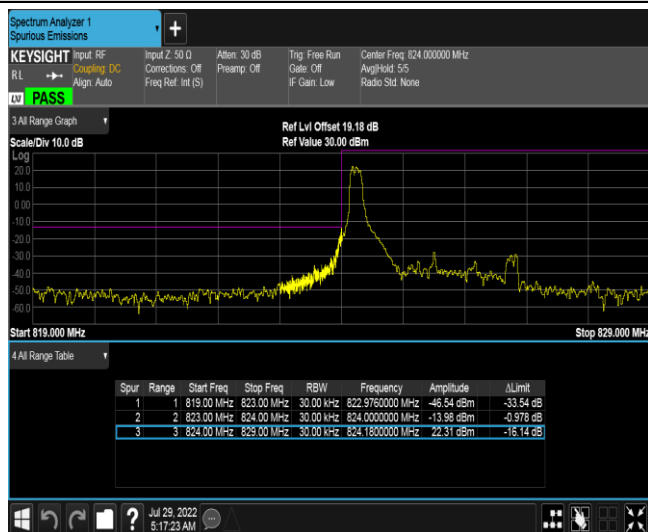 Spectrum Analyzer 1
Spurious Emissions
+
KEYSIGHT Input: RF Input Z: 50 Ω Atten: 30 dB Trig: Free Run Center Freq: 824.000000 MHz
RL Coupling: DC Corrections: Off Preamp: Off Gate: Off Avg|Hold: 5/5
Align: Auto Freq Ref: Int (S) IF Gain: Low Radio Std: None
LXI PASS
3 All Range Graph
Ref Lvl Offset 19.18 dB
Scale/Div 10.0 dB Ref Value 30.00 dBm
Log
20.0
10.0
0.00
-10.0
-20.0
-30.0
-40.0
-50.0
-60.0
Start 819.000 MHz Stop 829.000 MHz
4 All Range Table
Spur Range Start Freq Stop Freq RBW Frequency Amplitude ΔLimit
1 1 819.00 MHz 823.00 MHz 30.00 kHz 822.9760000 MHz -46.54 dBm -33.54 dB
2 2 823.00 MHz 824.00 MHz 30.00 kHz 824.0000000 MHz -13.98 dBm -0.978 dB
3 3 824.00 MHz 829.00 MHz 30.00 kHz 824.1800000 MHz 22.31 dBm -16.14 dB
? Jul 29, 2022
5:17:23 AM